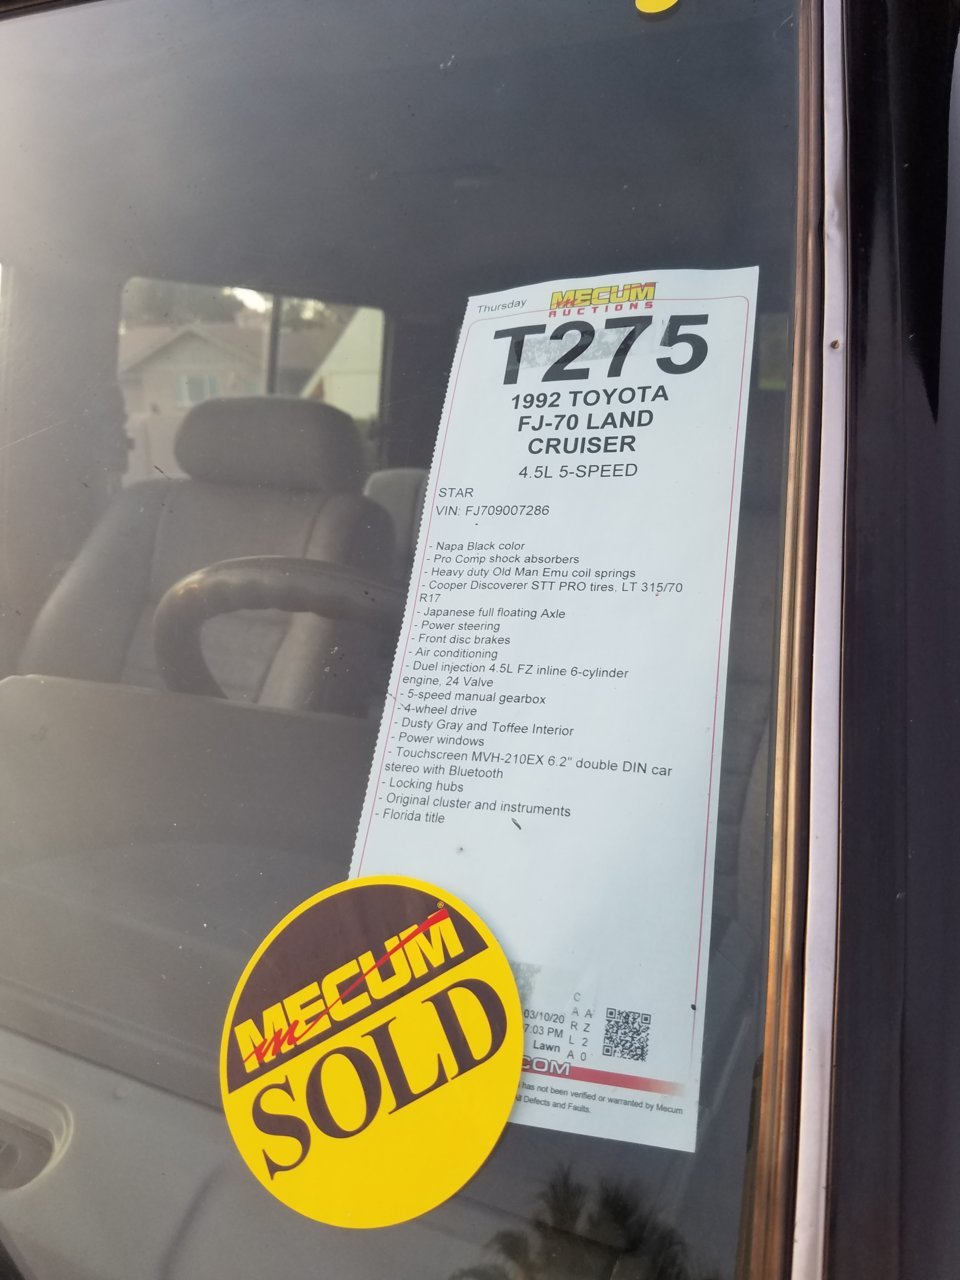 Thursday
MECUM
AUCTIONS
T275
1992 TOYOTA
FJ-70 LAND
CRUISER
4.5L 5-SPEED
STAR
VIN: FJ709007286
- Napa Black color
- Pro Comp shock absorbers
- Heavy duty Old Man Emu coil springs
- Cooper Discoverer STT PRO tires, LT 315/70
R17
- Japanese full floating Axle
- Power steering
- Front disc brakes
- Air conditioning
- Duel injection 4.5L FZ inline 6-cylinder
engine, 24 Valve
- 5-speed manual gearbox
- 4-wheel drive
- Dusty Gray and Toffee Interior
- Power windows
- Touchscreen MVH-210EX 6.2" double DIN car
stereo with Bluetooth
- Locking hubs
- Original cluster and instruments
- Florida title
MECUM®
SOLD
03/10/20
7:03 PM
Lawn
CARLA
AZ20
.COM
has not been verified or warranted by Mecum
All Defects and Faults.